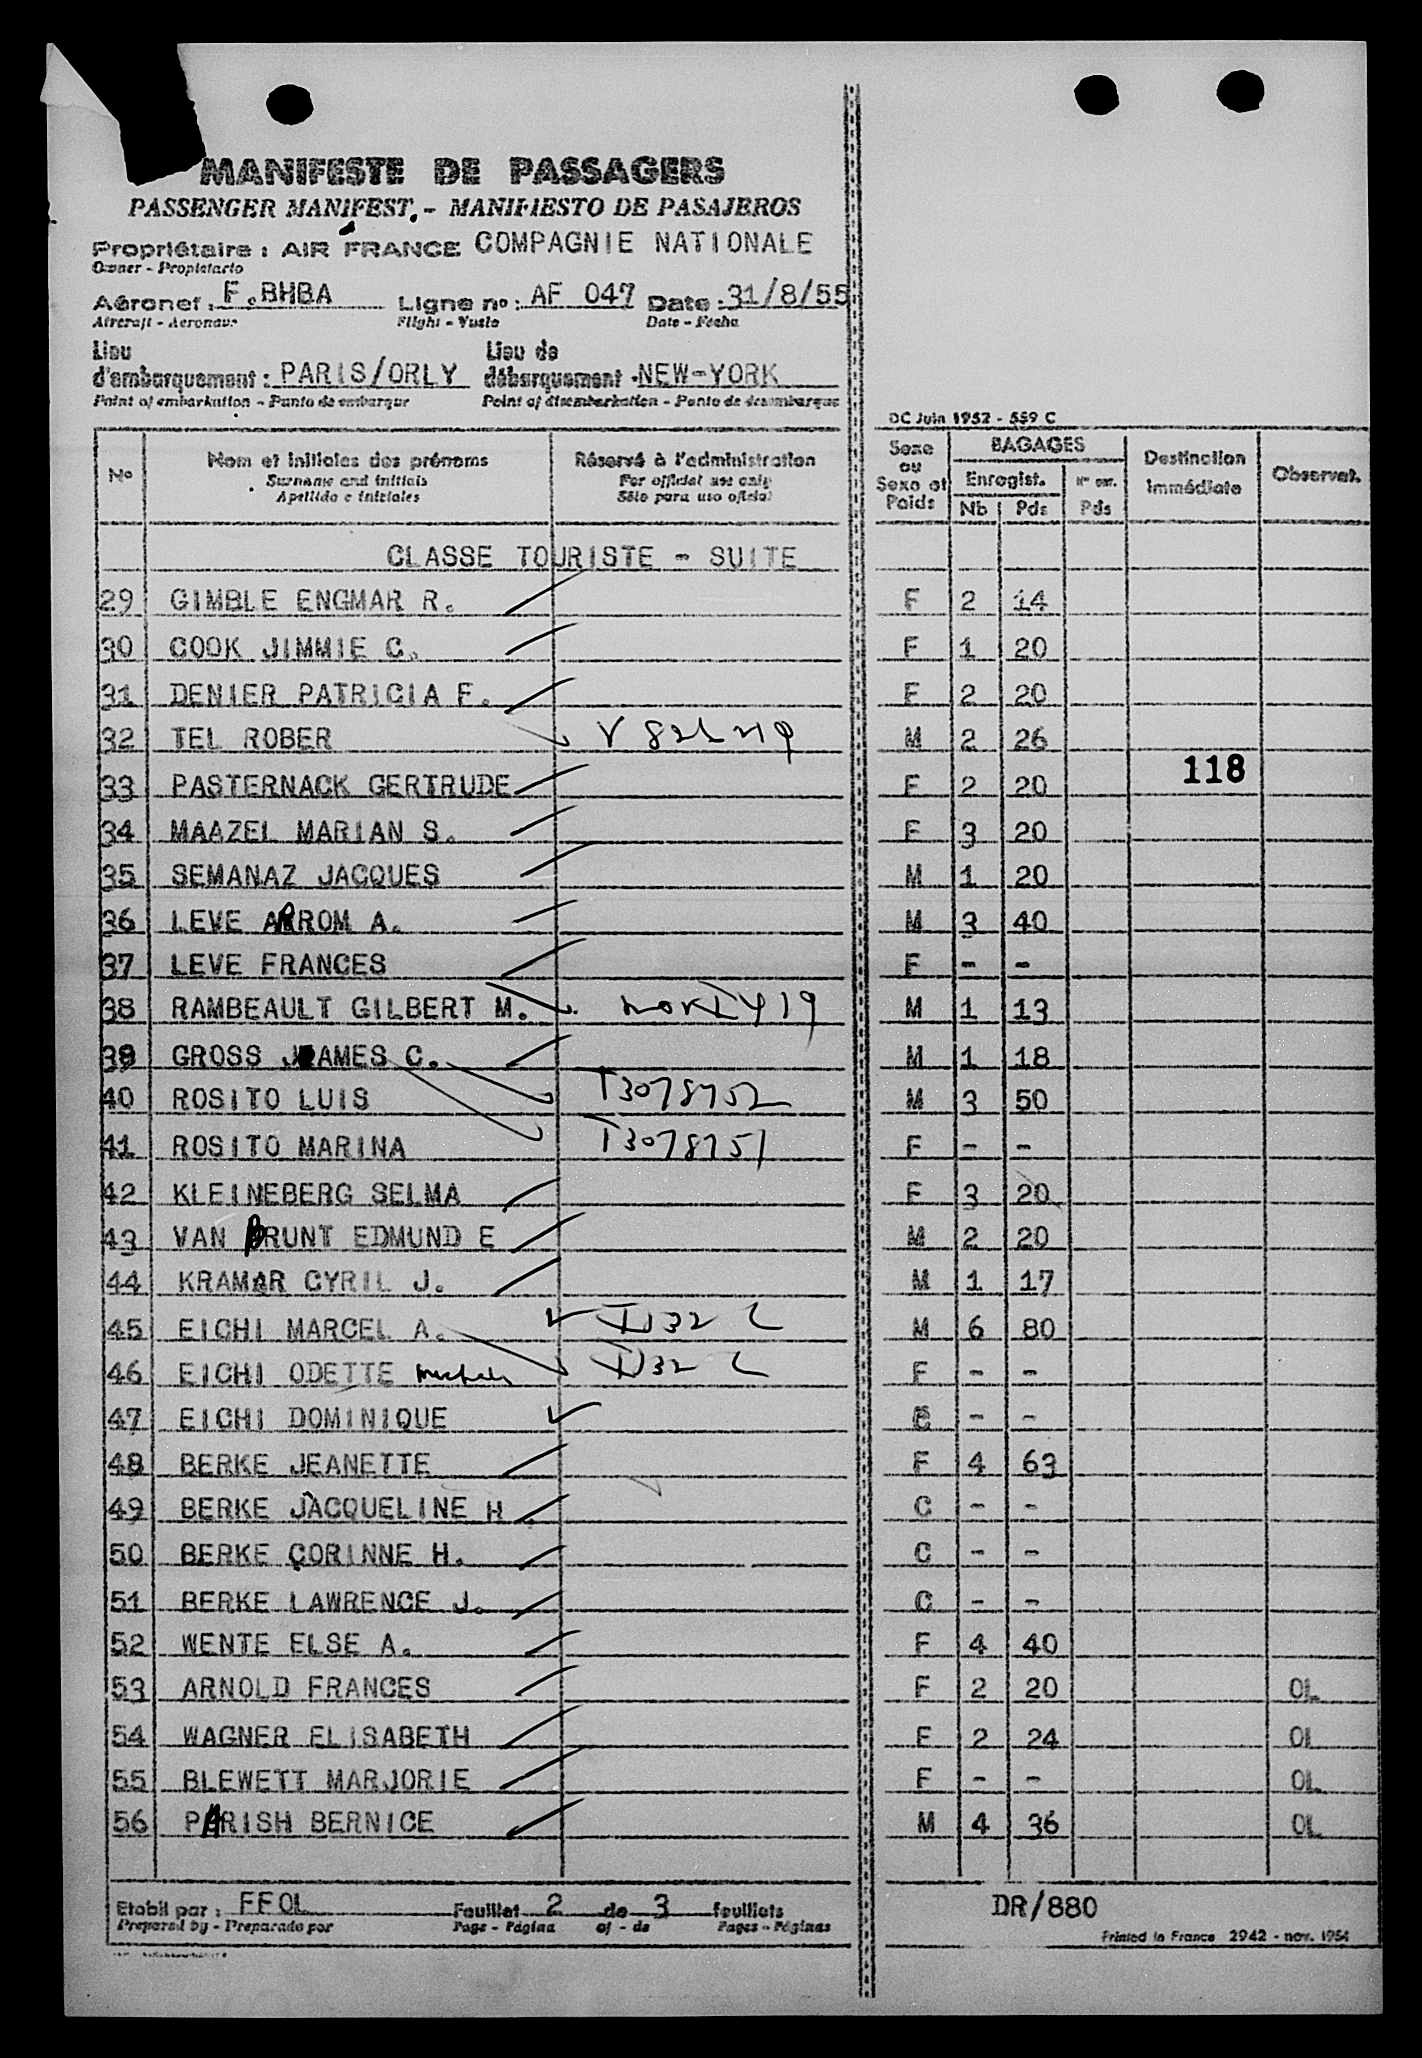 MANIFESTE DE PASSAGERS
PASSENGER MANIFEST. - MANIFIESTO DE PASAJEROS
Propriétaire : AIR FRANCE COMPAGNIE NATIONALE
Owner - Propietario
Aéronef : F.BHBA Ligne nº : AF 047 Date : 31/8/55
Aircraft - Aeronave Flight - Vuelo Date - Fecha
Lieu d'embarquement : PARIS/ORLY Lieu de débarquement : NEW-YORK
Point of embarkation - Punto de embarque Point of disembarkation - Punto de desembarque
DC Juin 1952 - 559 C
Nº Nom et initiales des prénoms Réservé à l'administration Sexe ou Sexe et Poids BAGAGES Destination immédiate Observat.
Surname and initials For official use only Enregist. Nº enr.
Apellido e iniciales Sólo para uso oficial Nb Pds Pds
CLASSE TOURISTE - SUITE
29 GIMBLE ENGMAR R. F 2 14
30 COOK JIMMIE C. F 1 20
31 DENIER PATRICIA F. F 2 20
32 TEL ROBER M 2 26
118
33 PASTERNACK GERTRUDE F 2 20
34 MAAZEL MARIAN S. F 3 20
35 SEMANAZ JACQUES M 1 20
36 LEVE ARROM A. M 3 40
37 LEVE FRANCES F - -
38 RAMBEAULT GILBERT M. M 1 13
39 GROSS JAMES C. M 1 18
40 ROSITO LUIS T3078752 M 3 50
41 ROSITO MARINA T3078751 F - -
42 KLEINEBERG SELMA F 3 20
43 VAN BRUNT EDMUND E M 2 20
44 KRAMAR CYRIL J. M 1 17
45 EICHI MARCEL A. M 6 80
46 EICHI ODETTE F - -
47 EICHI DOMINIQUE C - -
48 BERKE JEANETTE F 4 63
49 BERKE JACQUELINE H. C - -
50 BERKE CORINNE H. C - -
51 BERKE LAWRENCE J. C - -
52 WENTE ELSE A. F 4 40
53 ARNOLD FRANCES F 2 20 OL
54 WAGNER ELISABETH F 2 24 OL
55 BLEWETT MARJORIE F - - OL
56 PARISH BERNICE M 4 36 OL
Etabli par : FFOL Feuillet 2 de 3 feuillets DR/880
Prepared by - Preparado por Page - Página of - de Pages - Páginas
Printed in France 2942 - nov. 1954